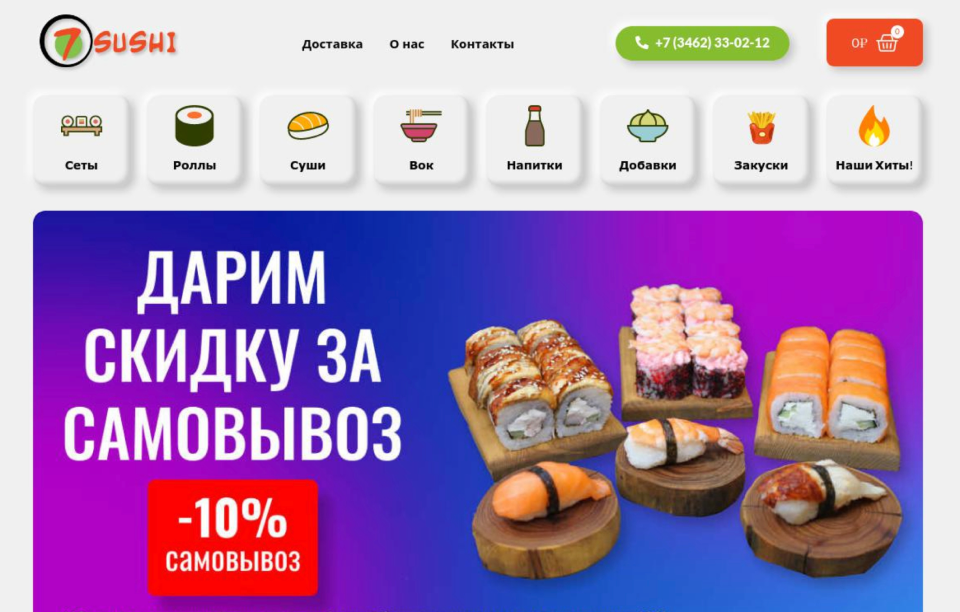 7 SUSHI
Доставка О нас Контакты
+7 (3462) 33-02-12
0₽ 0
Сеты Роллы Суши Вок Напитки Добавки Закуски Наши Хиты!
ДАРИМ
СКИДКУ ЗА
САМОВЫВОЗ
-10%
самовывоз